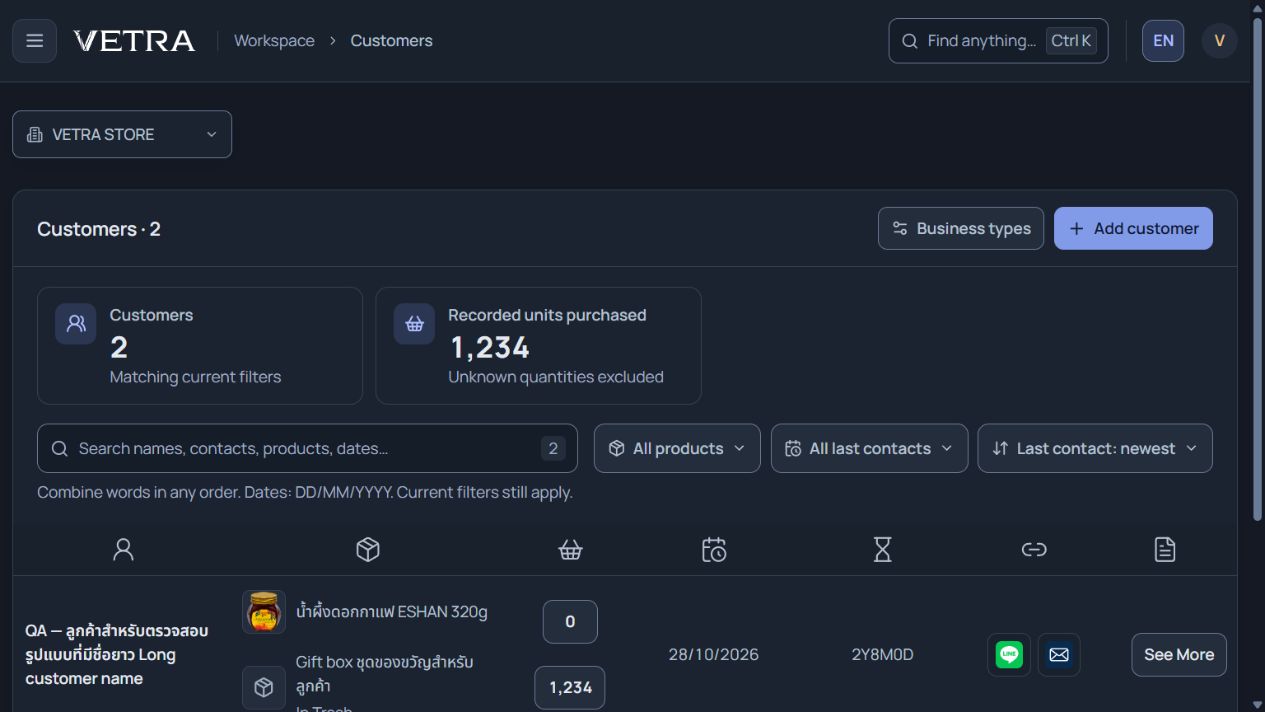 VETRA
Workspace > Customers
Find anything... Ctrl K
EN
V
VETRA STORE
Customers · 2
Business types
+ Add customer
Customers
2
Matching current filters
Recorded units purchased
1,234
Unknown quantities excluded
Search names, contacts, products, dates... 2
All products
All last contacts
Last contact: newest
Combine words in any order. Dates: DD/MM/YYYY. Current filters still apply.
QA — ลูกค้าสำหรับตรวจสอบ
รูปแบบที่มีชื่อยาว Long
customer name
น้ำผึ้งดอกกาแฟ ESHAN 320g
0
Gift box ชุดของขวัญสำหรับ
ลูกค้า
In Trash
1,234
28/10/2026
2Y8M0D
LINE
See More